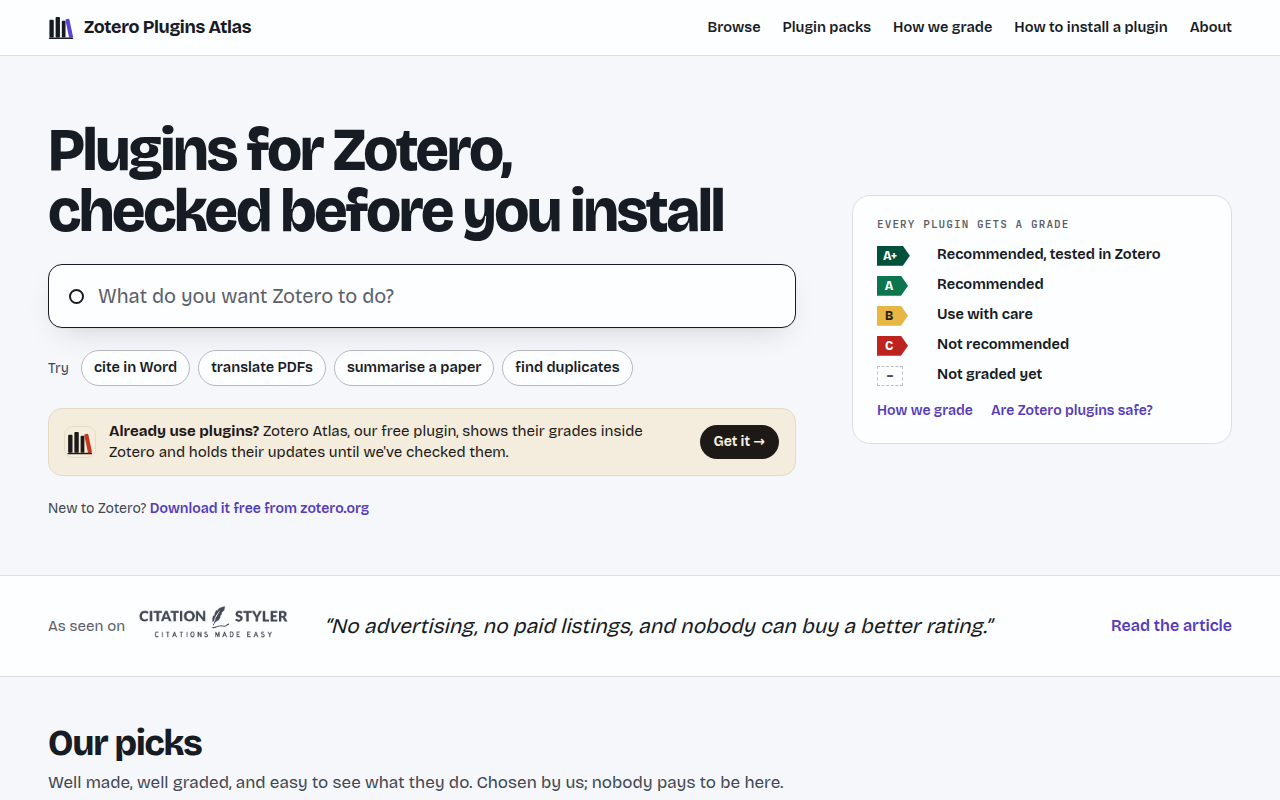 Zotero Plugins Atlas
Browse
Plugin packs
How we grade
How to install a plugin
About
Plugins for Zotero,
checked before you install
What do you want Zotero to do?
Try
cite in Word
translate PDFs
summarise a paper
find duplicates
Already use plugins? Zotero Atlas, our free plugin, shows their grades inside
Zotero and holds their updates until we've checked them.
Get it →
New to Zotero? Download it free from zotero.org
EVERY PLUGIN GETS A GRADE
A+ Recommended, tested in Zotero
A Recommended
B Use with care
C Not recommended
– Not graded yet
How we grade
Are Zotero plugins safe?
As seen on
CITATION STYLER
CITATIONS MADE EASY
“No advertising, no paid listings, and nobody can buy a better rating.”
Read the article
Our picks
Well made, well graded, and easy to see what they do. Chosen by us; nobody pays to be here.